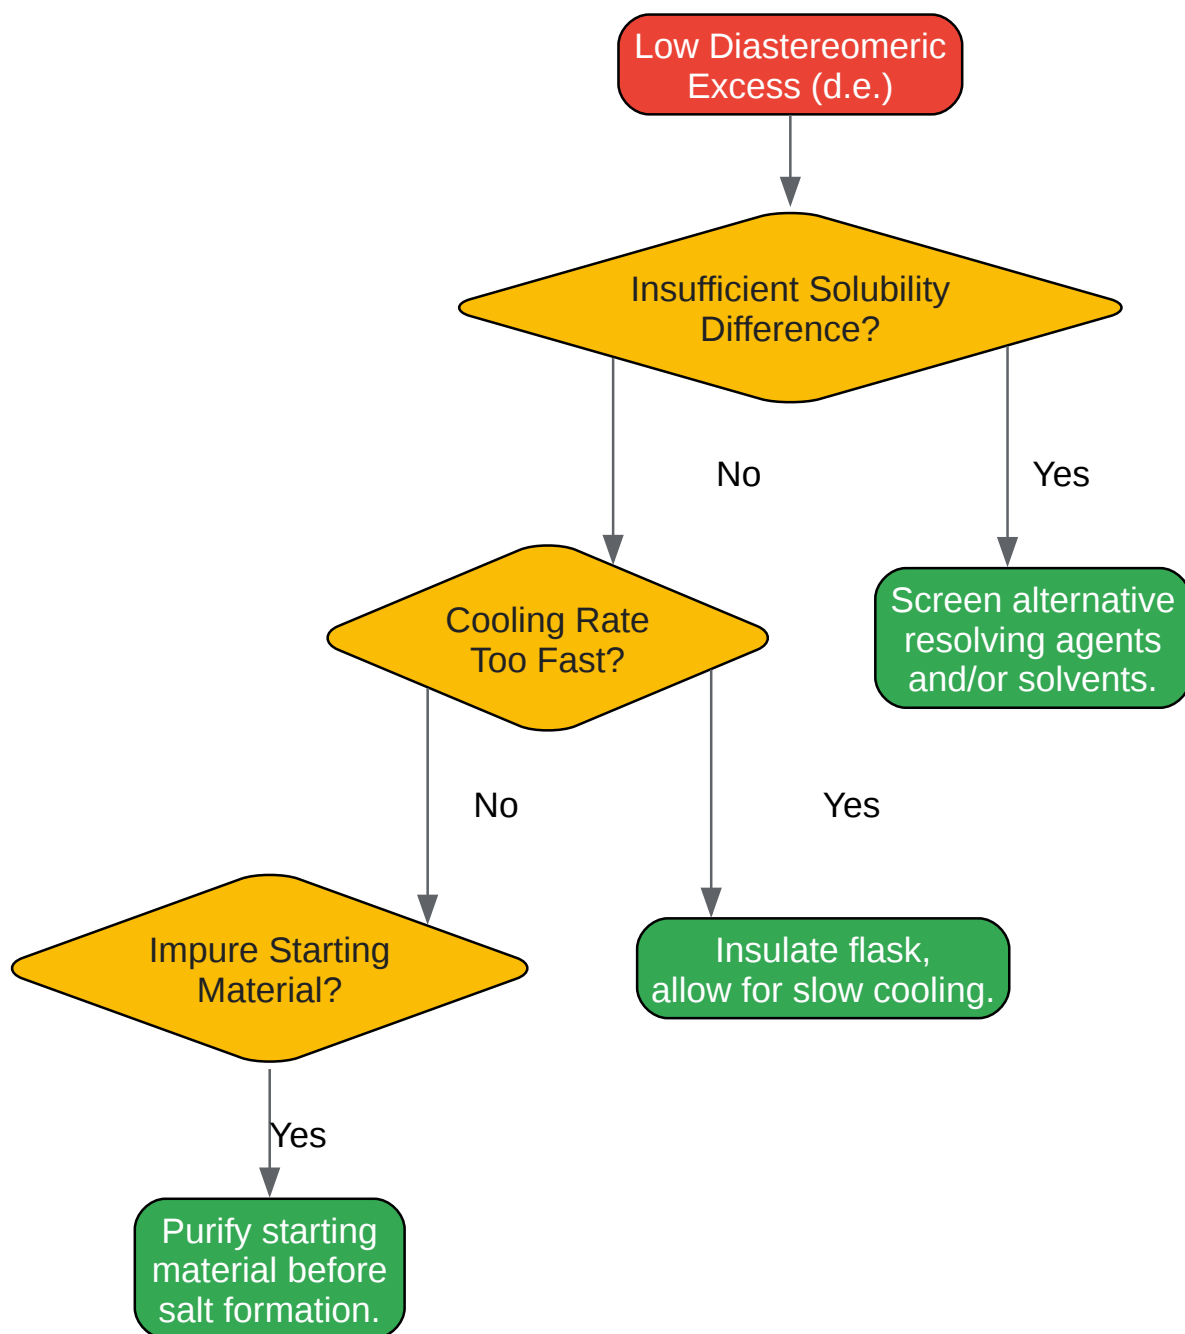 Low Diastereomeric
Excess (d.e.)
Insufficient Solubility
Difference?
No
Yes
Cooling Rate
Too Fast?
Screen alternative
resolving agents
and/or solvents.
No
Yes
Impure Starting
Material?
Insulate flask,
allow for slow cooling.
Yes
Purify starting
material before
salt formation.